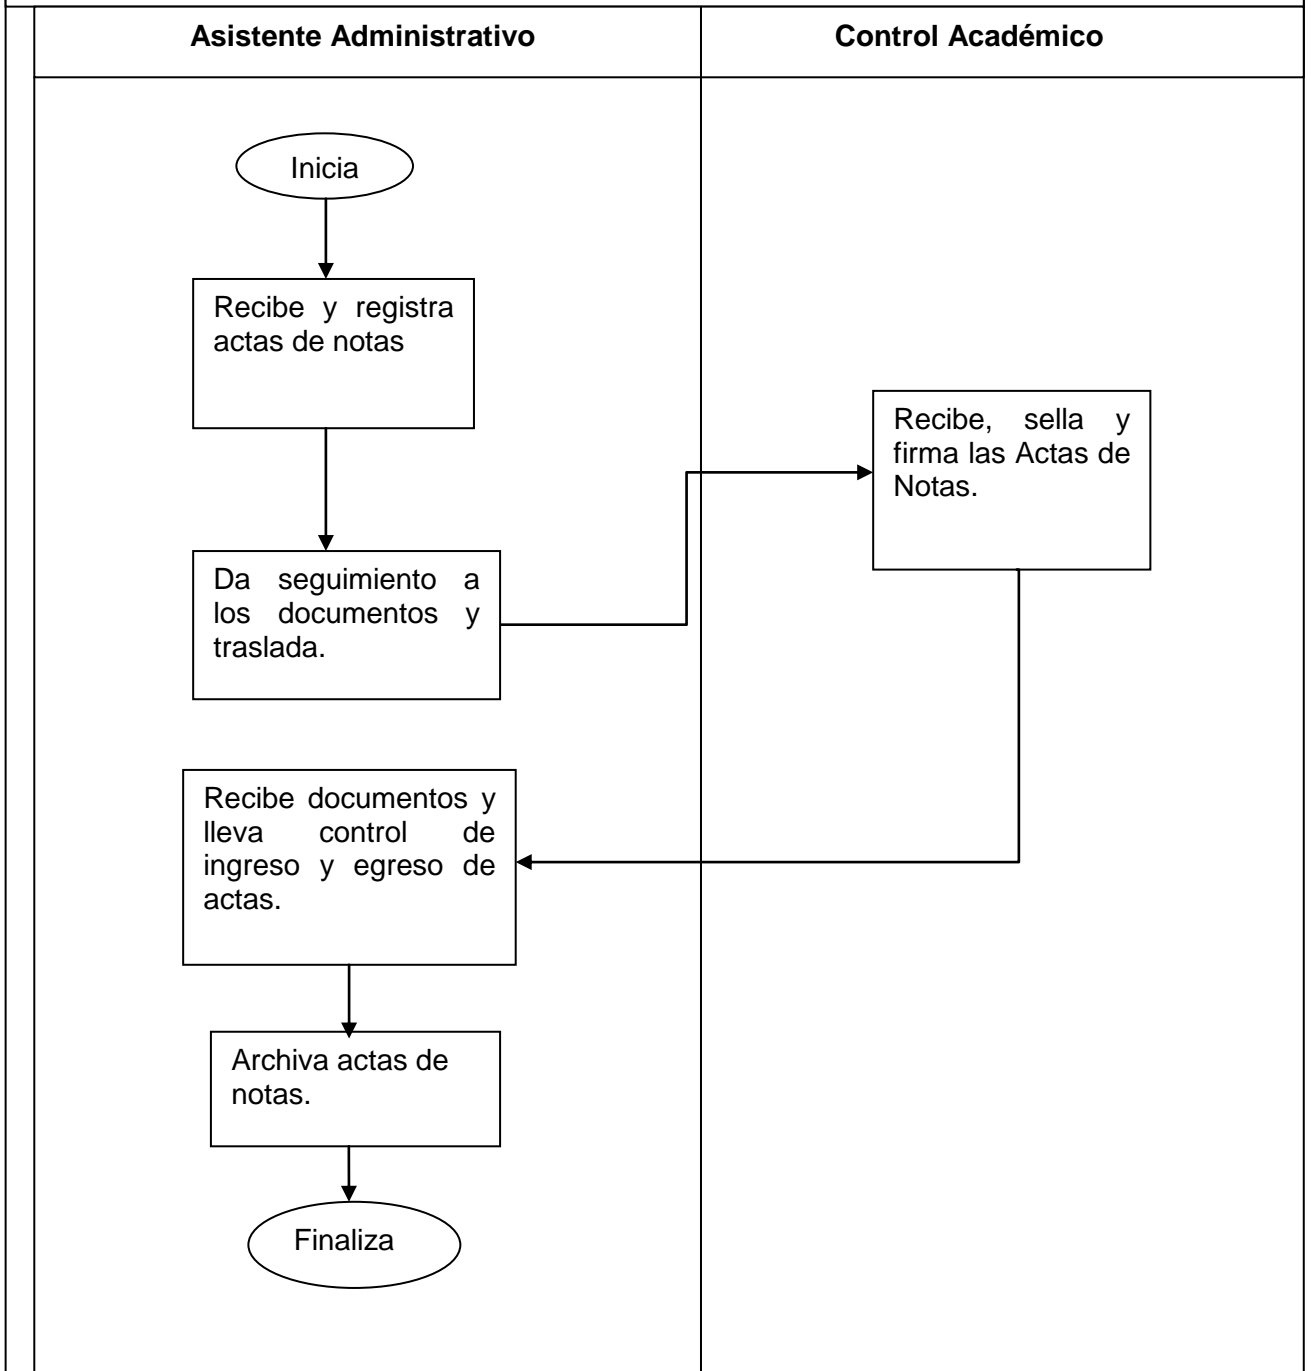 Asistente Administrativo
Control Académico
Inicia
Recibe y registra
actas de notas
Recibe, sella y
firma las Actas de
Notas.
Da seguimiento a
los documentos y
traslada.
Recibe documentos y
lleva control de
ingreso y egreso de
actas.
Archiva actas de
notas.
Finaliza